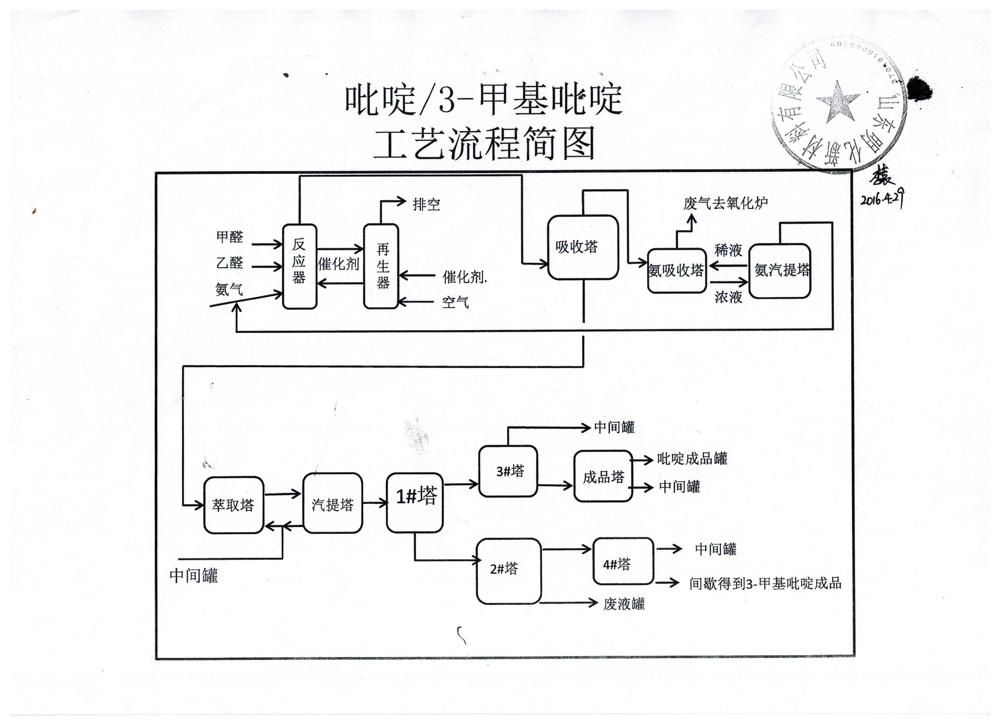 吡啶/3-甲基吡啶
工艺流程简图
山东明化新材料有限公司
2016.4.29
排空
废气去氧化炉
甲醛
乙醛
氨气
反应器
催化剂
再生器
催化剂.
空气
吸收塔
氨吸收塔
稀液
浓液
氨汽提塔
中间罐
3#塔
成品塔
吡啶成品罐
中间罐
萃取塔
汽提塔
1#塔
中间罐
2#塔
4#塔
中间罐
间歇得到3-甲基吡啶成品
废液罐